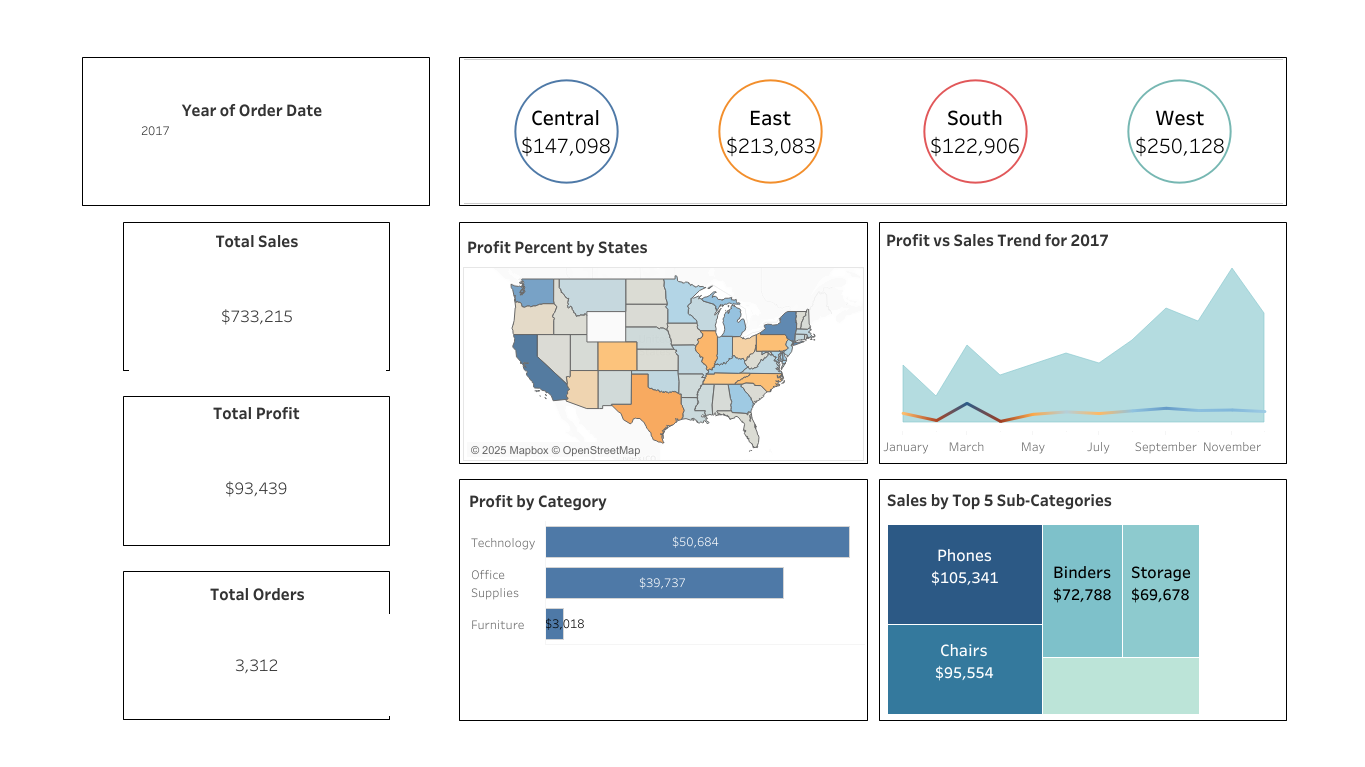 Year of Order Date
2017
Central
$147,098
East
$213,083
South
$122,906
West
$250,128
Total Sales
$733,215
Total Profit
$93,439
Total Orders
3,312
Profit Percent by States
© 2025 Mapbox © OpenStreetMap
Profit vs Sales Trend for 2017
January March May July September November
Profit by Category
Technology
$50,684
Office
Supplies
$39,737
Furniture
$3,018
Sales by Top 5 Sub-Categories
Phones
$105,341
Chairs
$95,554
Binders
$72,788
Storage
$69,678